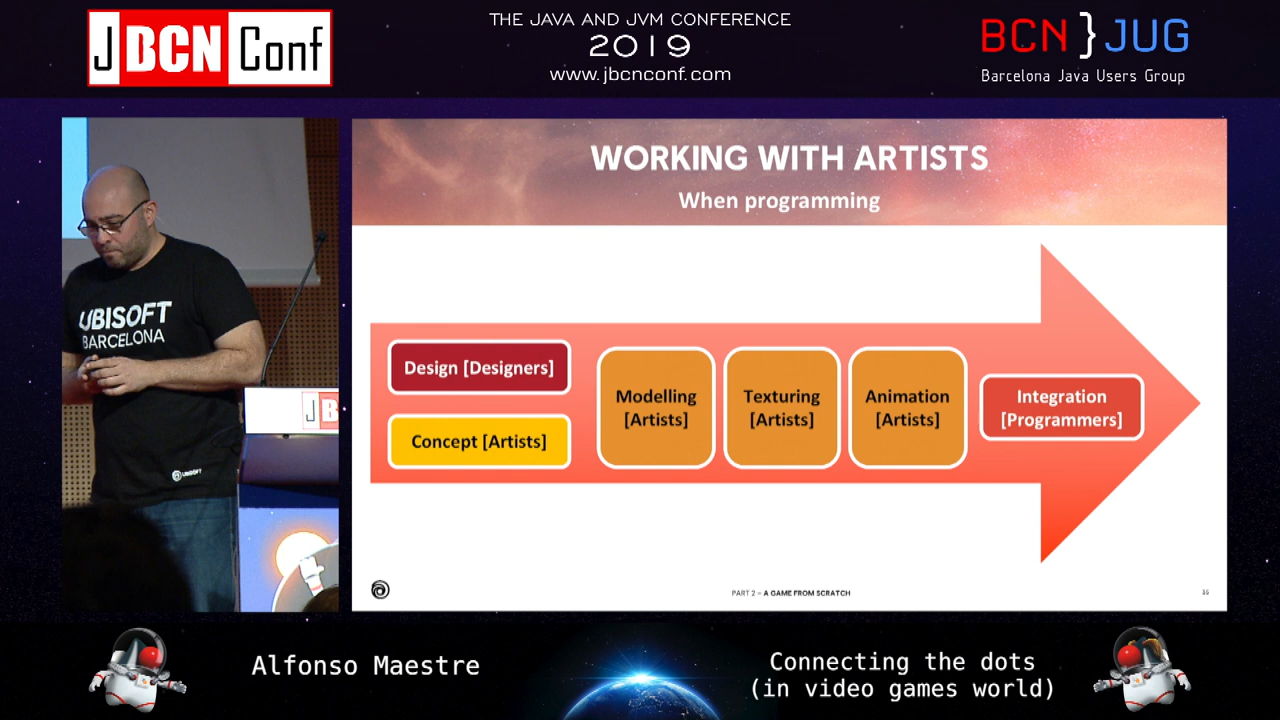 JBCNConf
THE JAVA AND JVM CONFERENCE
2019
www.jbcnconf.com
BCN}JUG
Barcelona Java Users Group
UBISOFT
BARCELONA
UBISOFT
JB
WORKING WITH ARTISTS
When programming
Design [Designers]
Concept [Artists]
Modelling
[Artists]
Texturing
[Artists]
Animation
[Artists]
Integration
[Programmers]
PART 2 – A GAME FROM SCRATCH
Alfonso Maestre
Connecting the dots
(in video games world)